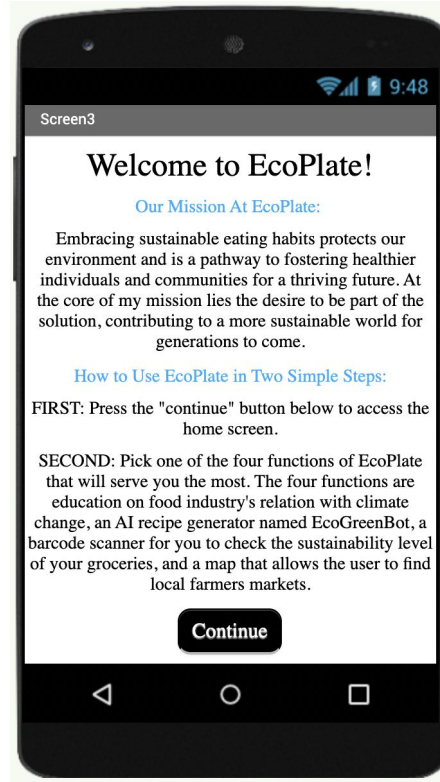 9:48
Screen3
Welcome to EcoPlate!
Our Mission At EcoPlate:
Embracing sustainable eating habits protects our
environment and is a pathway to fostering healthier
individuals and communities for a thriving future. At
the core of my mission lies the desire to be part of the
solution, contributing to a more sustainable world for
generations to come.
How to Use EcoPlate in Two Simple Steps:
FIRST: Press the "continue" button below to access the
home screen.
SECOND: Pick one of the four functions of EcoPlate
that will serve you the most. The four functions are
education on food industry's relation with climate
change, an AI recipe generator named EcoGreenBot, a
barcode scanner for you to check the sustainability level
of your groceries, and a map that allows the user to find
local farmers markets.
Continue